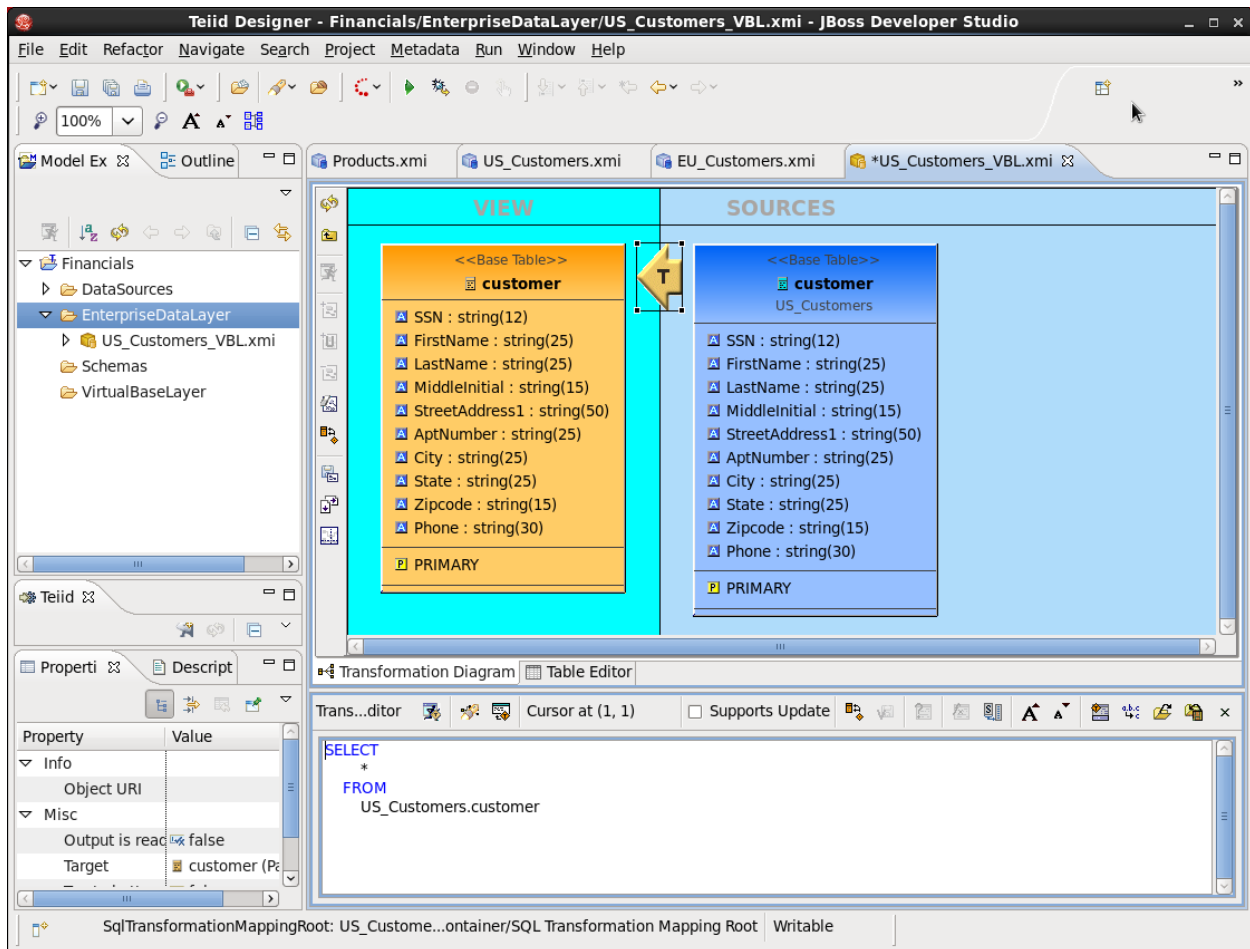 Teiid Designer - Financials/EnterpriseDataLayer/US_Customers_VBL.xmi - JBoss Developer Studio
File Edit Refactor Navigate Search Project Metadata Run Window Help
100%
Model Ex
Outline
Financials
DataSources
EnterpriseDataLayer
US_Customers_VBL.xmi
Schemas
VirtualBaseLayer
Products.xmi US_Customers.xmi EU_Customers.xmi *US_Customers_VBL.xmi
VIEW
<<Base Table>>
customer
SSN : string(12)
FirstName : string(25)
LastName : string(25)
MiddleInitial : string(15)
StreetAddress1 : string(50)
AptNumber : string(25)
City : string(25)
State : string(25)
Zipcode : string(15)
Phone : string(30)
PRIMARY
T
SOURCES
<<Base Table>>
customer
US_Customers
SSN : string(12)
FirstName : string(25)
LastName : string(25)
MiddleInitial : string(15)
StreetAddress1 : string(50)
AptNumber : string(25)
City : string(25)
State : string(25)
Zipcode : string(15)
Phone : string(30)
PRIMARY
Transformation Diagram Table Editor
Teiid
Properti Descript
Property Value
Info
Object URI
Misc
Output is read false
Target customer (Pa
Trans...ditor Cursor at (1, 1) Supports Update
SELECT
*
FROM
US_Customers.customer
SqlTransformationMappingRoot: US_Custome...ontainer/SQL Transformation Mapping Root Writable